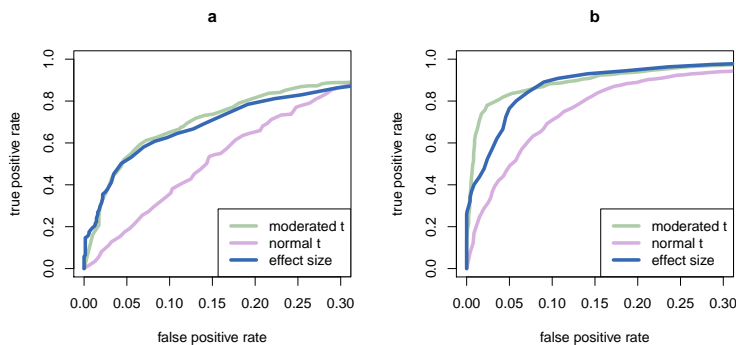 a
true positive rate
1.0
0.8
0.6
0.4
0.2
0.0
moderated t
normal t
effect size
0.00 0.05 0.10 0.15 0.20 0.25 0.30
false positive rate
b
true positive rate
1.0
0.8
0.6
0.4
0.2
0.0
moderated t
normal t
effect size
0.00 0.05 0.10 0.15 0.20 0.25 0.30
false positive rate